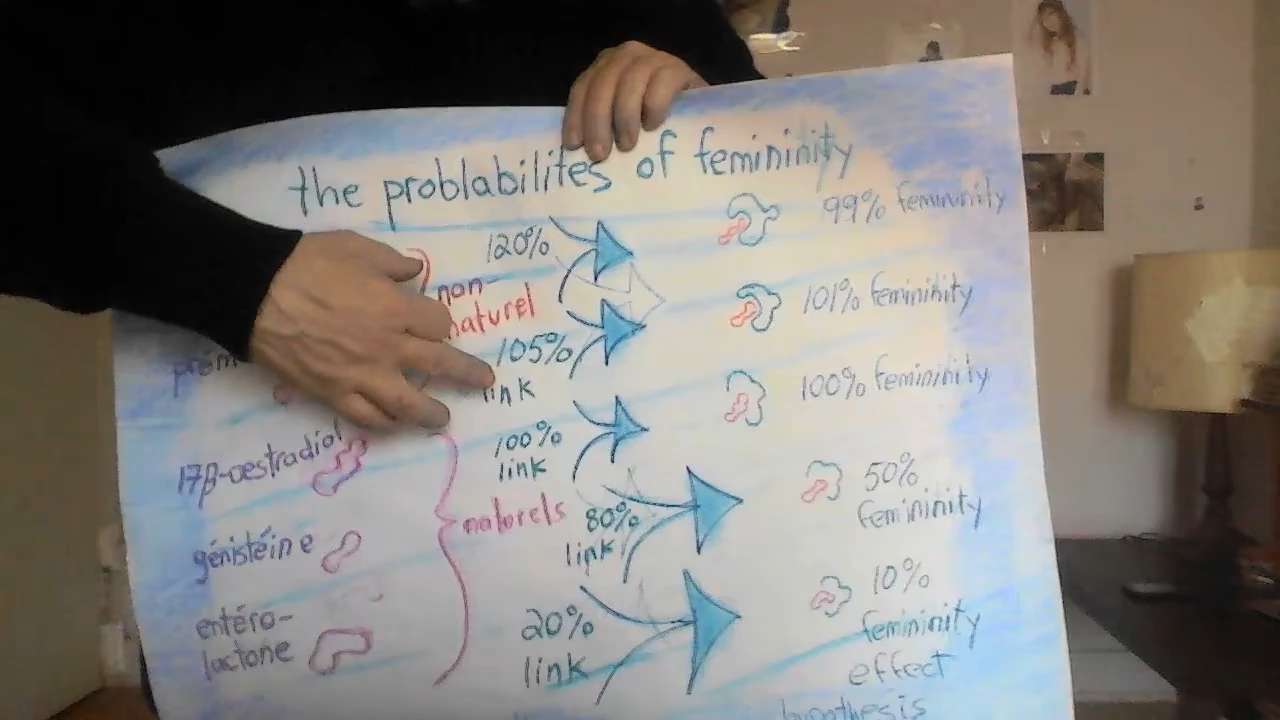 the problabilites of femininity
120%
99% femininity
non-
naturel
101% femininity
105%
link
100% femininity
17β-oestradiol
100%
link
naturels
50%
femininity
génistéine
80%
link
10%
femininity
effect
entéro-
lactone
20%
link